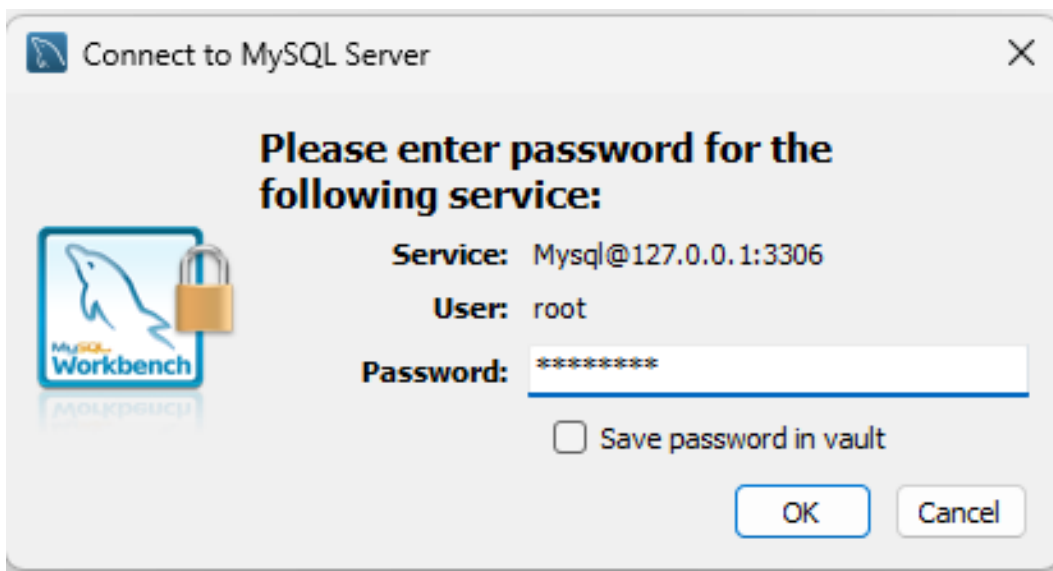 Connect to MySQL Server
Please enter password for the
following service:
Service: Mysql@127.0.0.1:3306
User: root
MySQL
Workbench
Password: ********
Save password in vault
OK Cancel